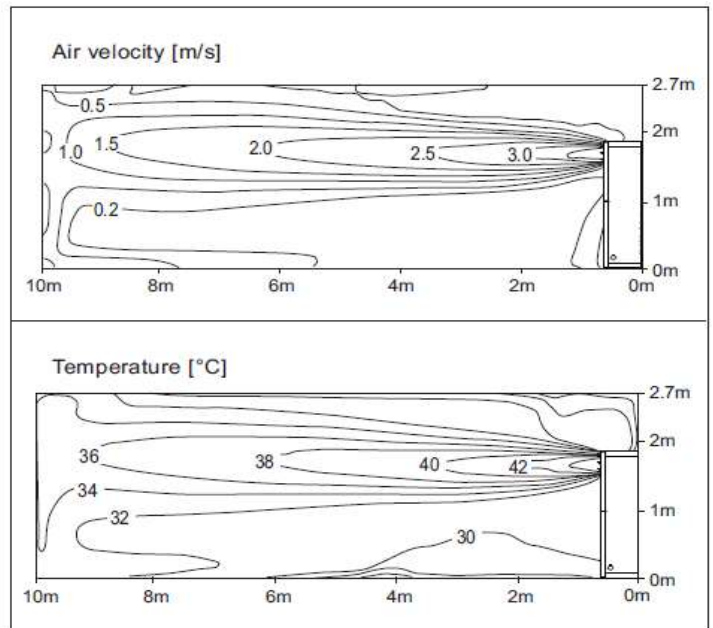 Air velocity [m/s]
2.7m
0.5
2m
1.0 1.5 2.0 2.5 3.0
1m
0.2
0m
10m 8m 6m 4m 2m 0m
Temperature [°C]
2.7m
2m
36 38 40 42
34
1m
32
30
0m
10m 8m 6m 4m 2m 0m